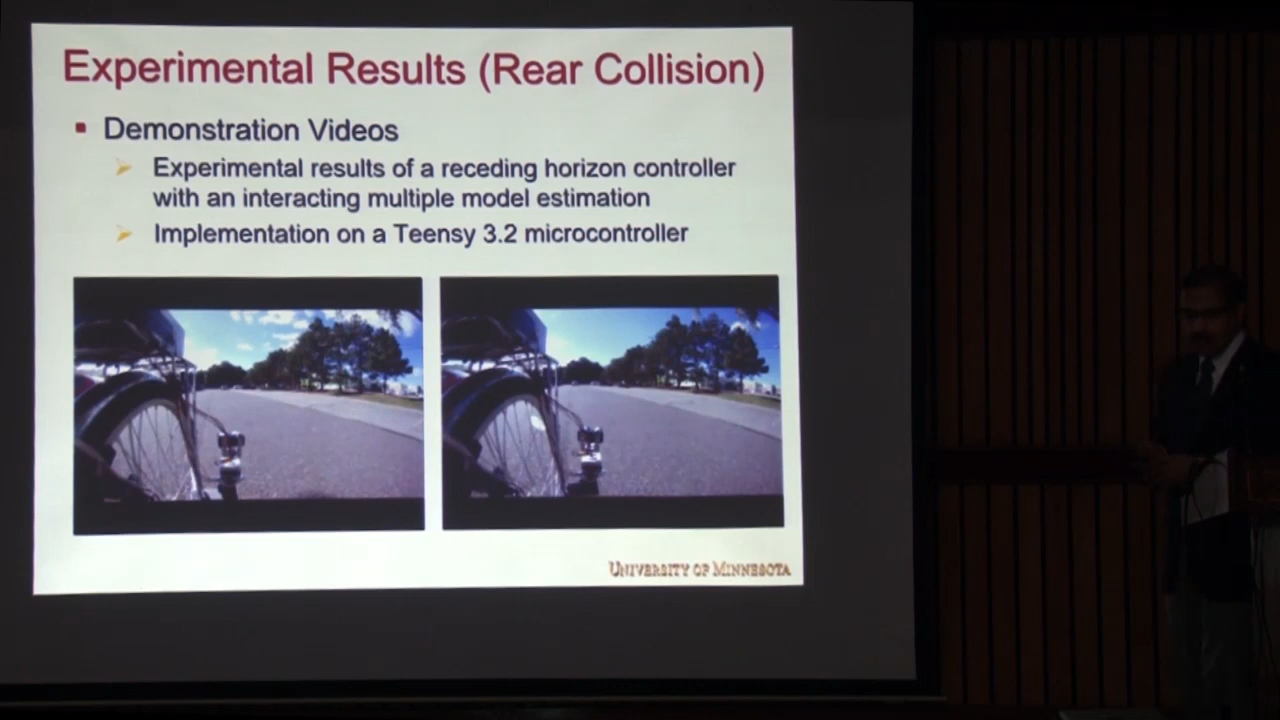 Experimental Results (Rear Collision)
Demonstration Videos
Experimental results of a receding horizon controller
with an interacting multiple model estimation
Implementation on a Teensy 3.2 microcontroller
UNIVERSITY OF MINNESOTA